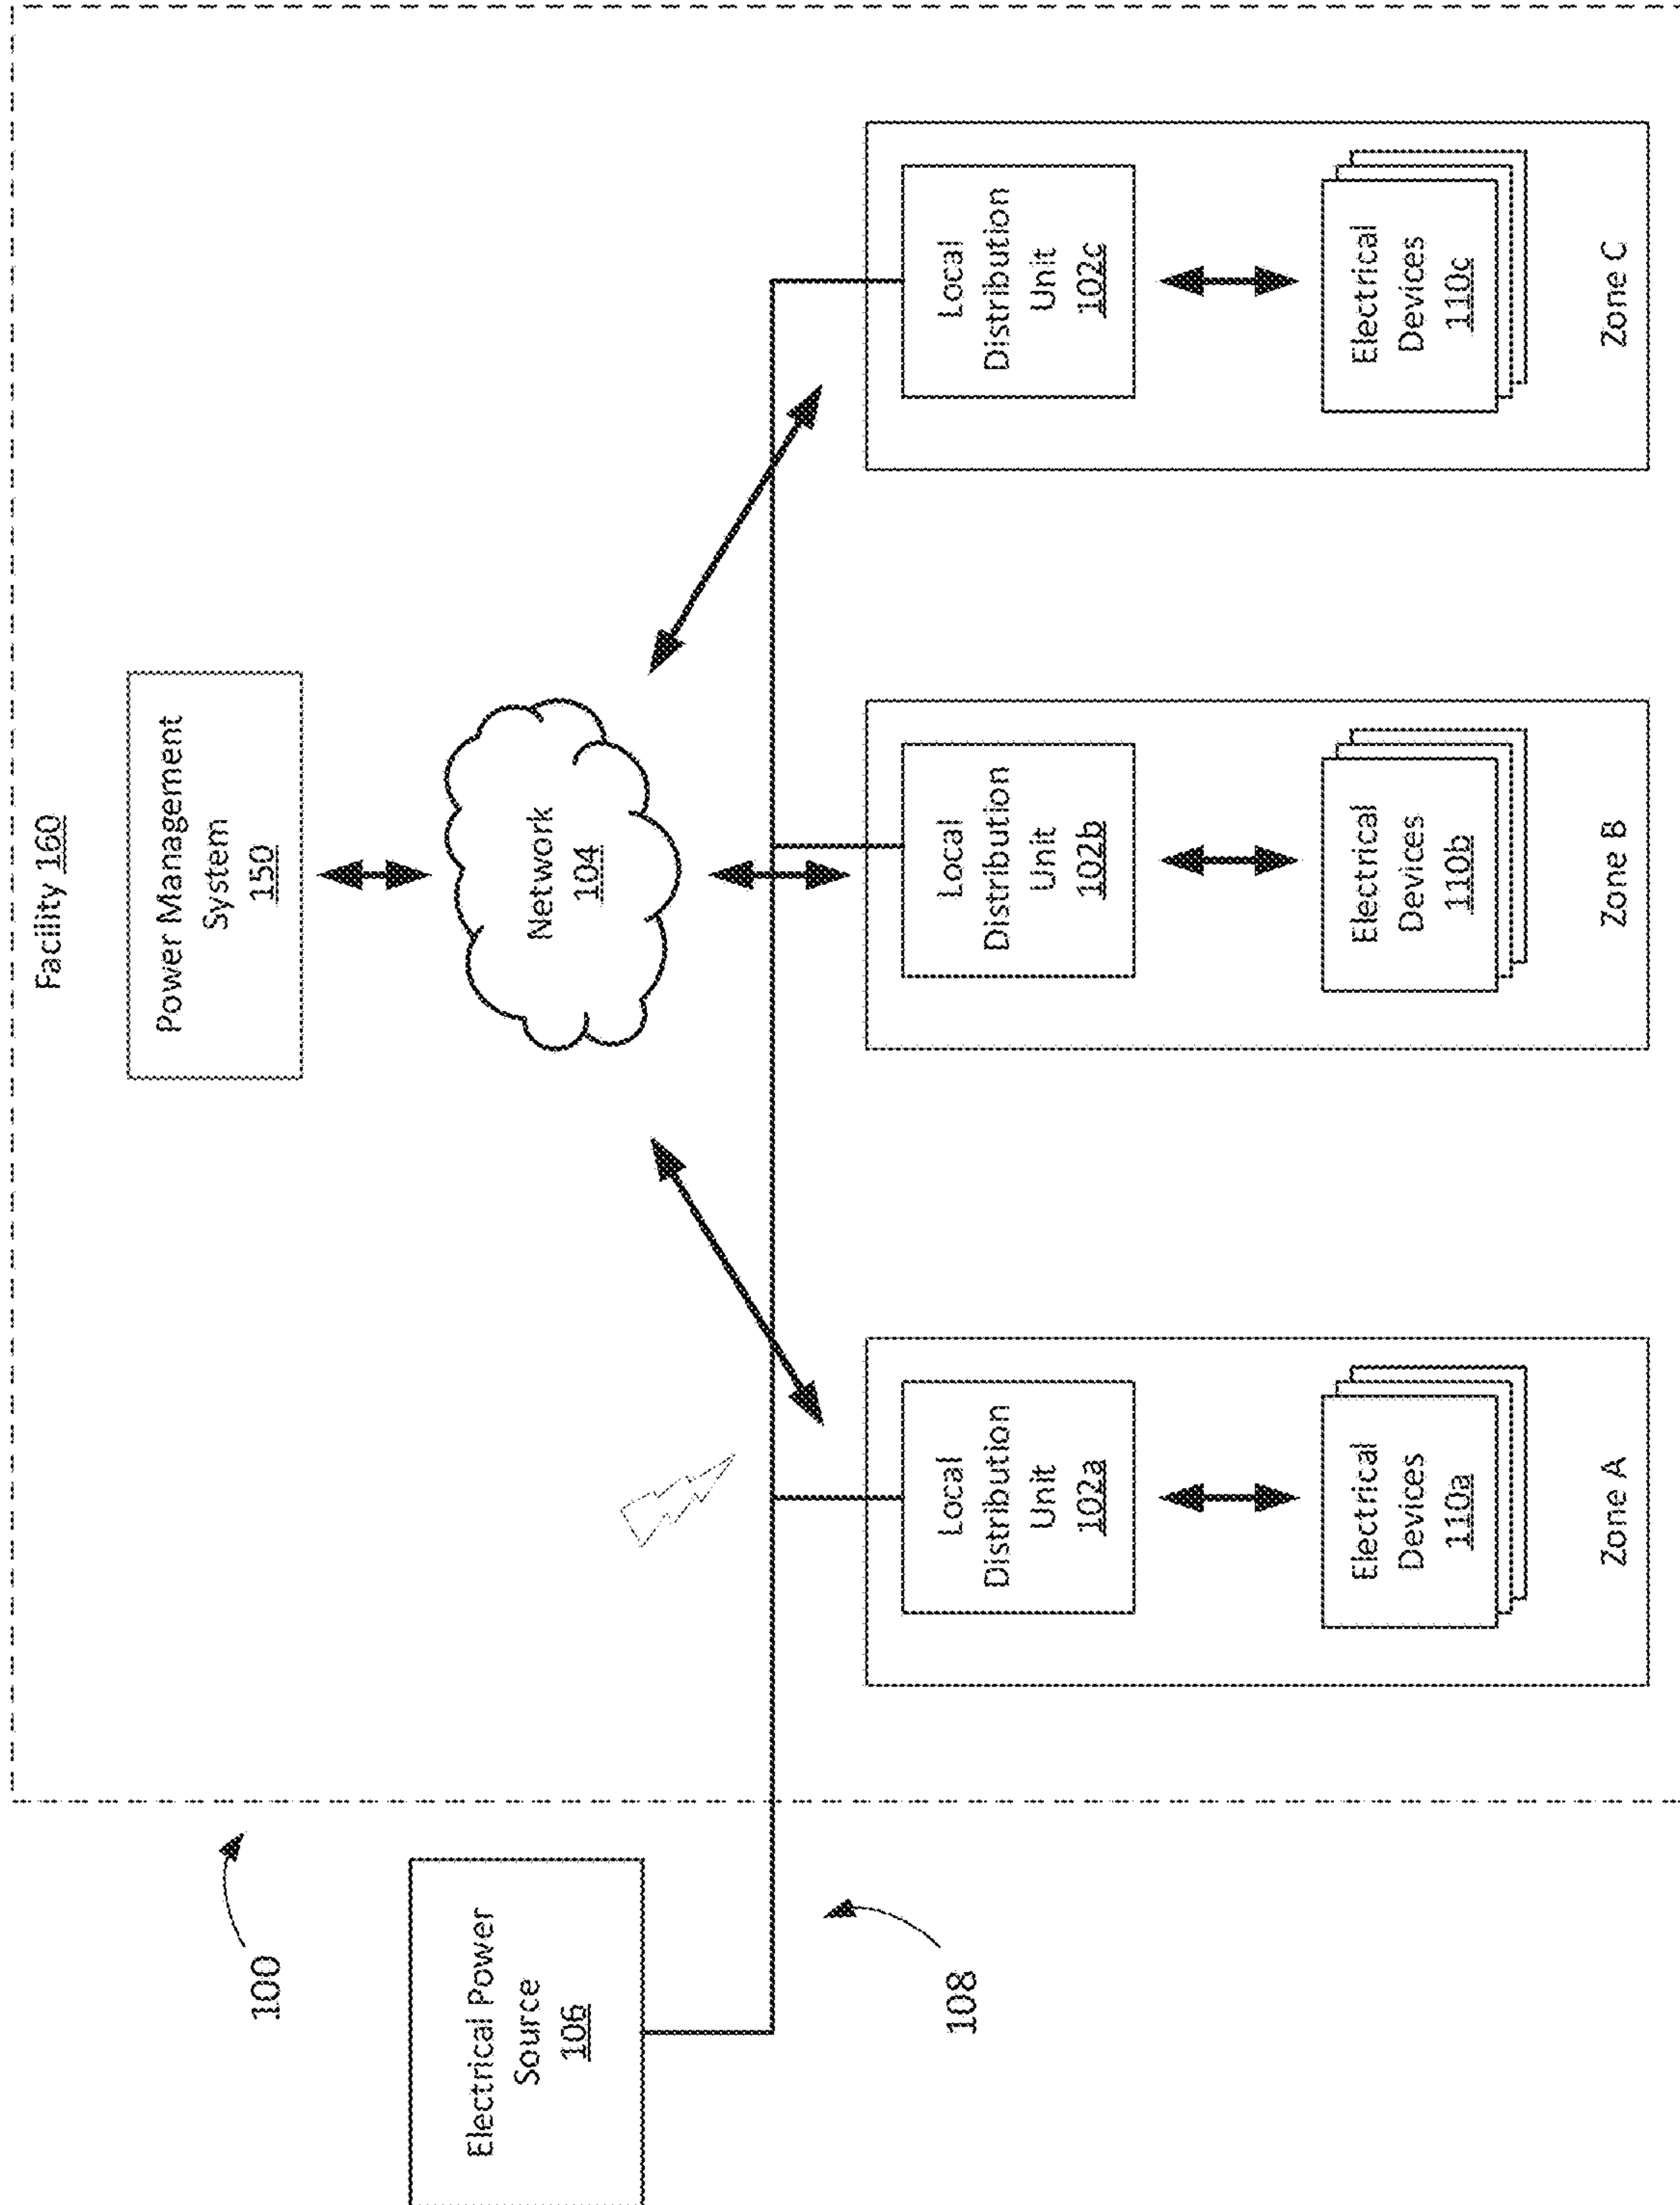 Facility 160
100
Power Management
System
150
Electrical Power
Source
106
Network
104
108
Local
Distribution
Unit
102a
Local
Distribution
Unit
102b
Local
Distribution
Unit
102c
Electrical
Devices
110a
Electrical
Devices
110b
Electrical
Devices
110c
Zone A
Zone B
Zone C